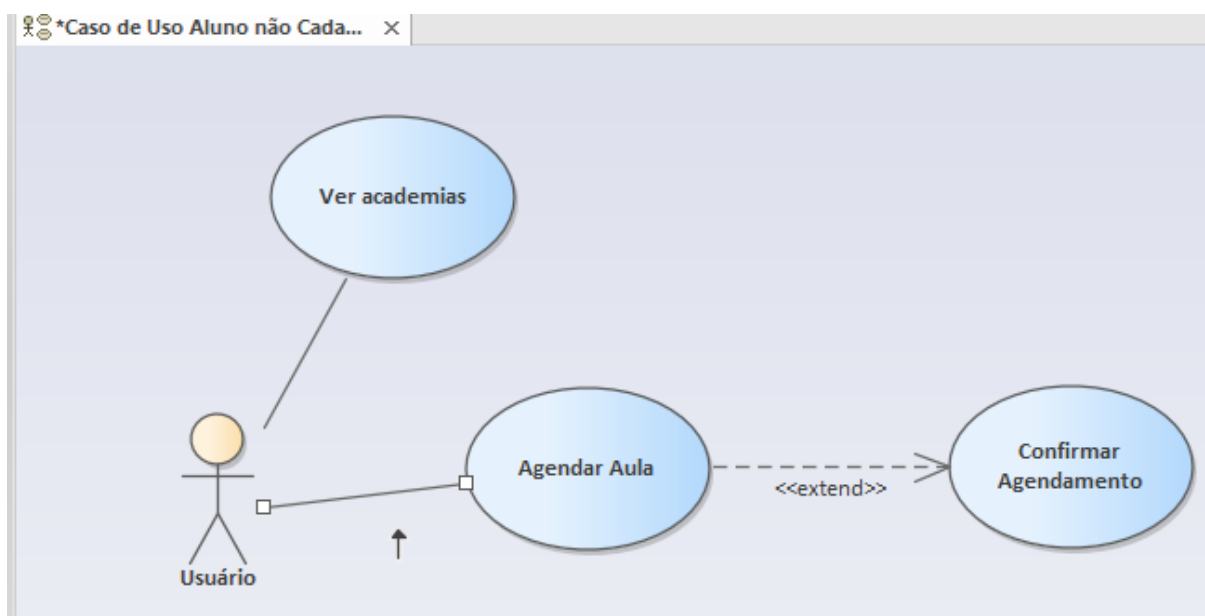 *Caso de Uso Aluno não Cada...
Ver academias
Agendar Aula
<<extend>>
Confirmar
Agendamento
Usuário